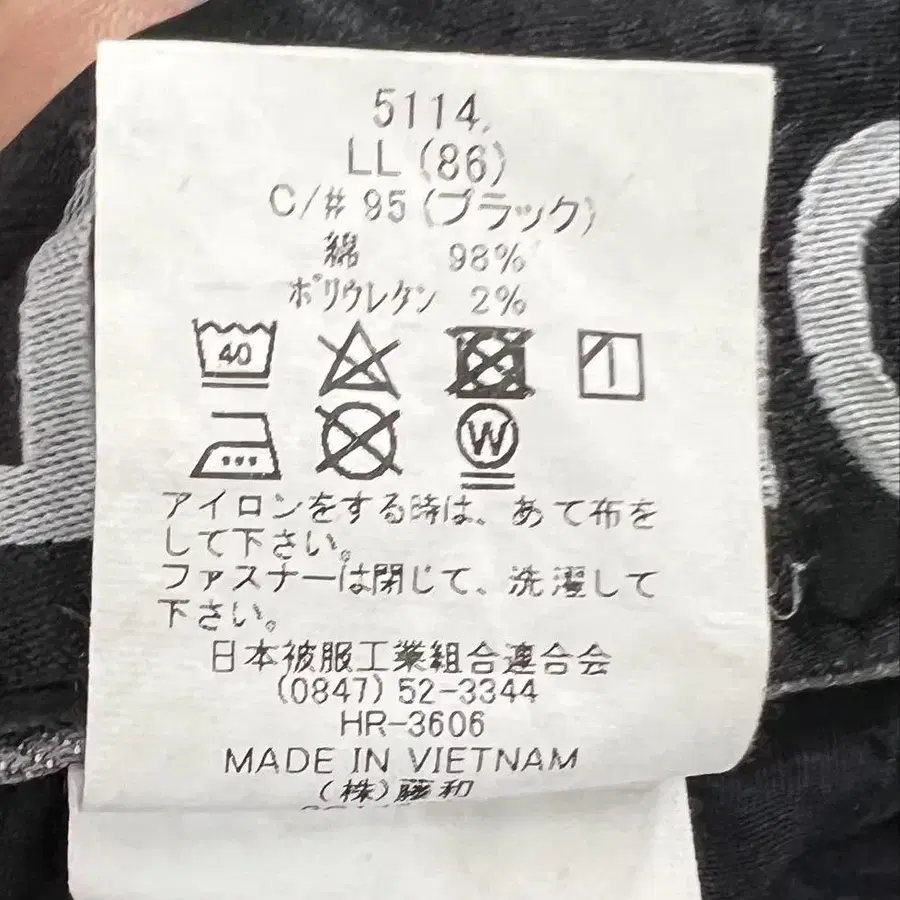 5114.
LL (86)
C/# 95 (ブラック)
綿 98%
ポリウレタン 2%
40
W
アイロンをする時は、あて布を
して下さい。
ファスナーは閉じて、洗濯して
下さい。
日本被服工業組合連合会
(0847) 52-3344
HR-3606
MADE IN VIETNAM
(株)藤和